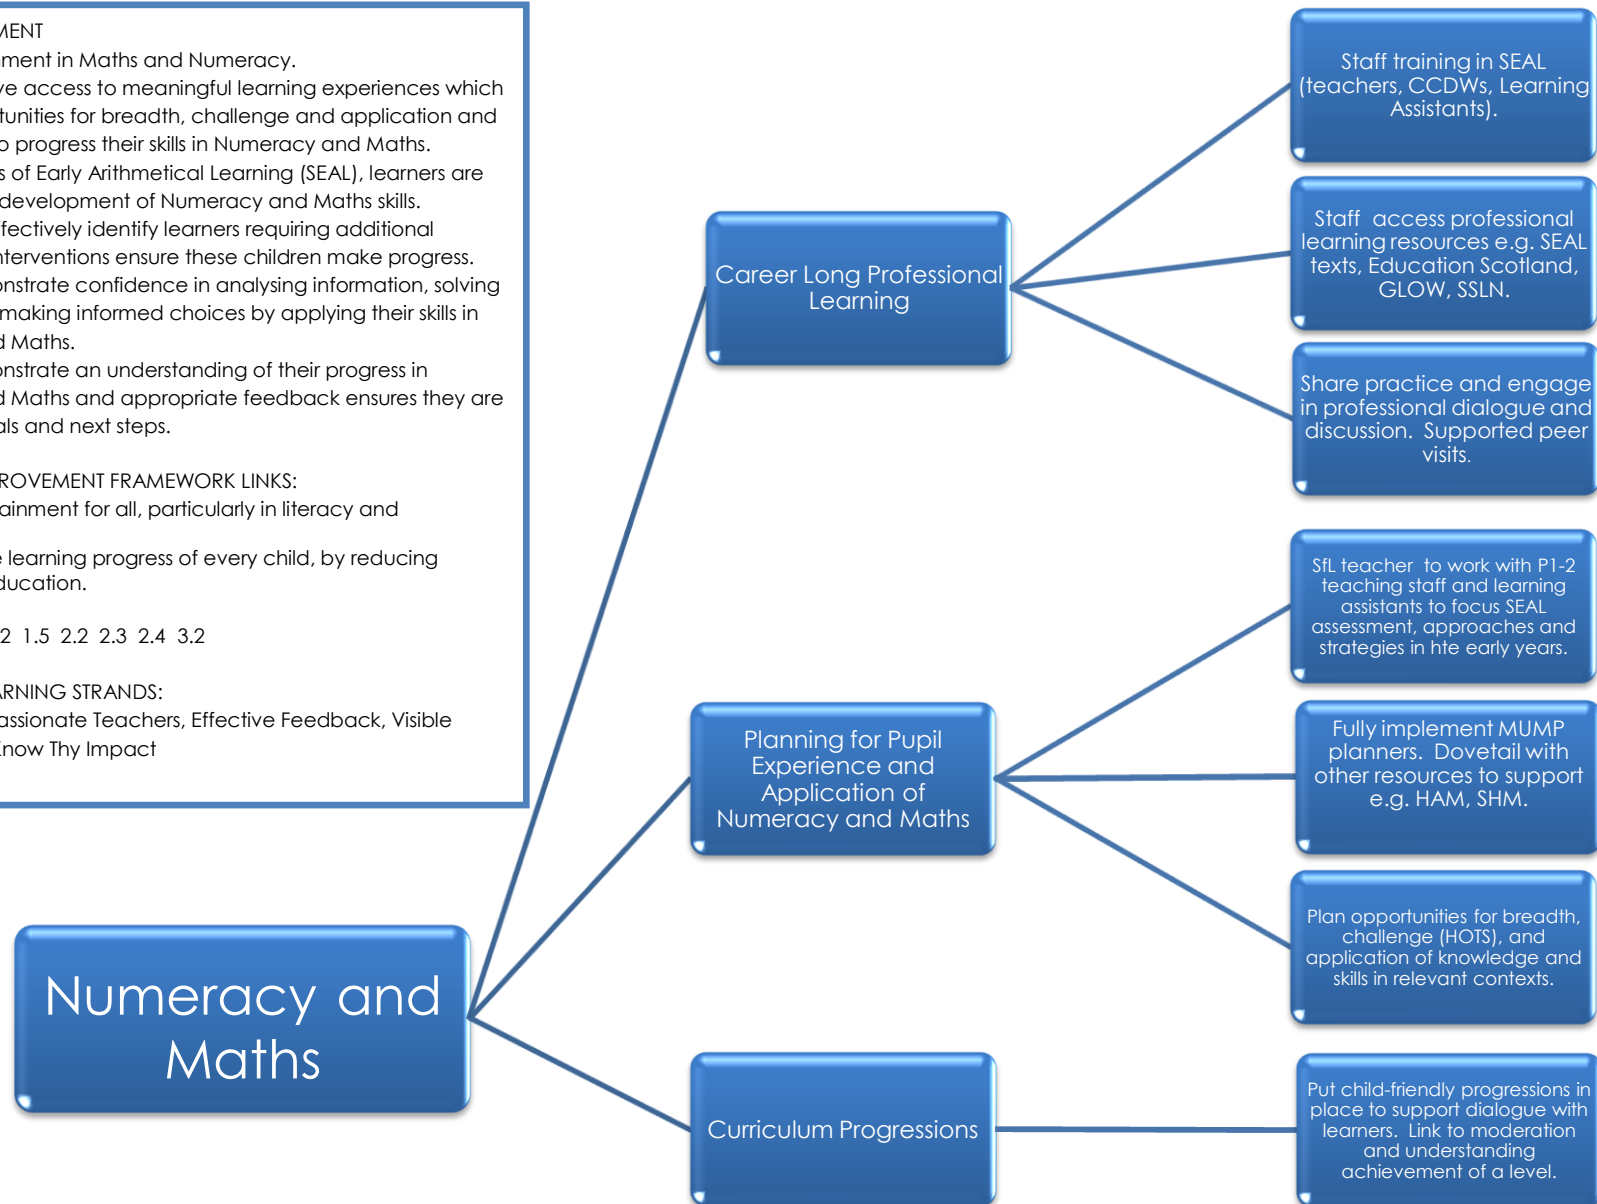 MENT
nment in Maths and Numeracy.
ve access to meaningful learning experiences which
tunities for breadth, challenge and application and
o progress their skills in Numeracy and Maths.
s of Early Arithmetical Learning (SEAL), learners are
development of Numeracy and Maths skills.
ffectively identify learners requiring additional
nterventions ensure these children make progress.
onstrate confidence in analysing information, solving
making informed choices by applying their skills in
d Maths.
onstrate an understanding of their progress in
d Maths and appropriate feedback ensures they are
als and next steps.
ROVEMENT FRAMEWORK LINKS:
ainment for all, particularly in literacy and
e learning progress of every child, by reducing
ducation.
2 1.5 2.2 2.3 2.4 3.2
ARNING STRANDS:
assionate Teachers, Effective Feedback, Visible
Know Thy Impact
Numeracy and
Maths
Career Long Professional
Learning
Staff training in SEAL
(teachers, CCDWs, Learning
Assistants).
Staff access professional
learning resources e.g. SEAL
texts, Education Scotland,
GLOW, SSLN.
Share practice and engage
in professional dialogue and
discussion. Supported peer
visits.
Planning for Pupil
Experience and
Application of
Numeracy and Maths
SfL teacher to work with P1-2
teaching staff and learning
assistants to focus SEAL
assessment, approaches and
strategies in hte early years.
Fully implement MUMP
planners. Dovetail with
other resources to support
e.g. HAM, SHM.
Plan opportunities for breadth,
challenge (HOTS), and
application of knowledge and
skills in relevant contexts.
Curriculum Progressions
Put child-friendly progressions in
place to support dialogue with
learners. Link to moderation
and understanding
achievement of a level.